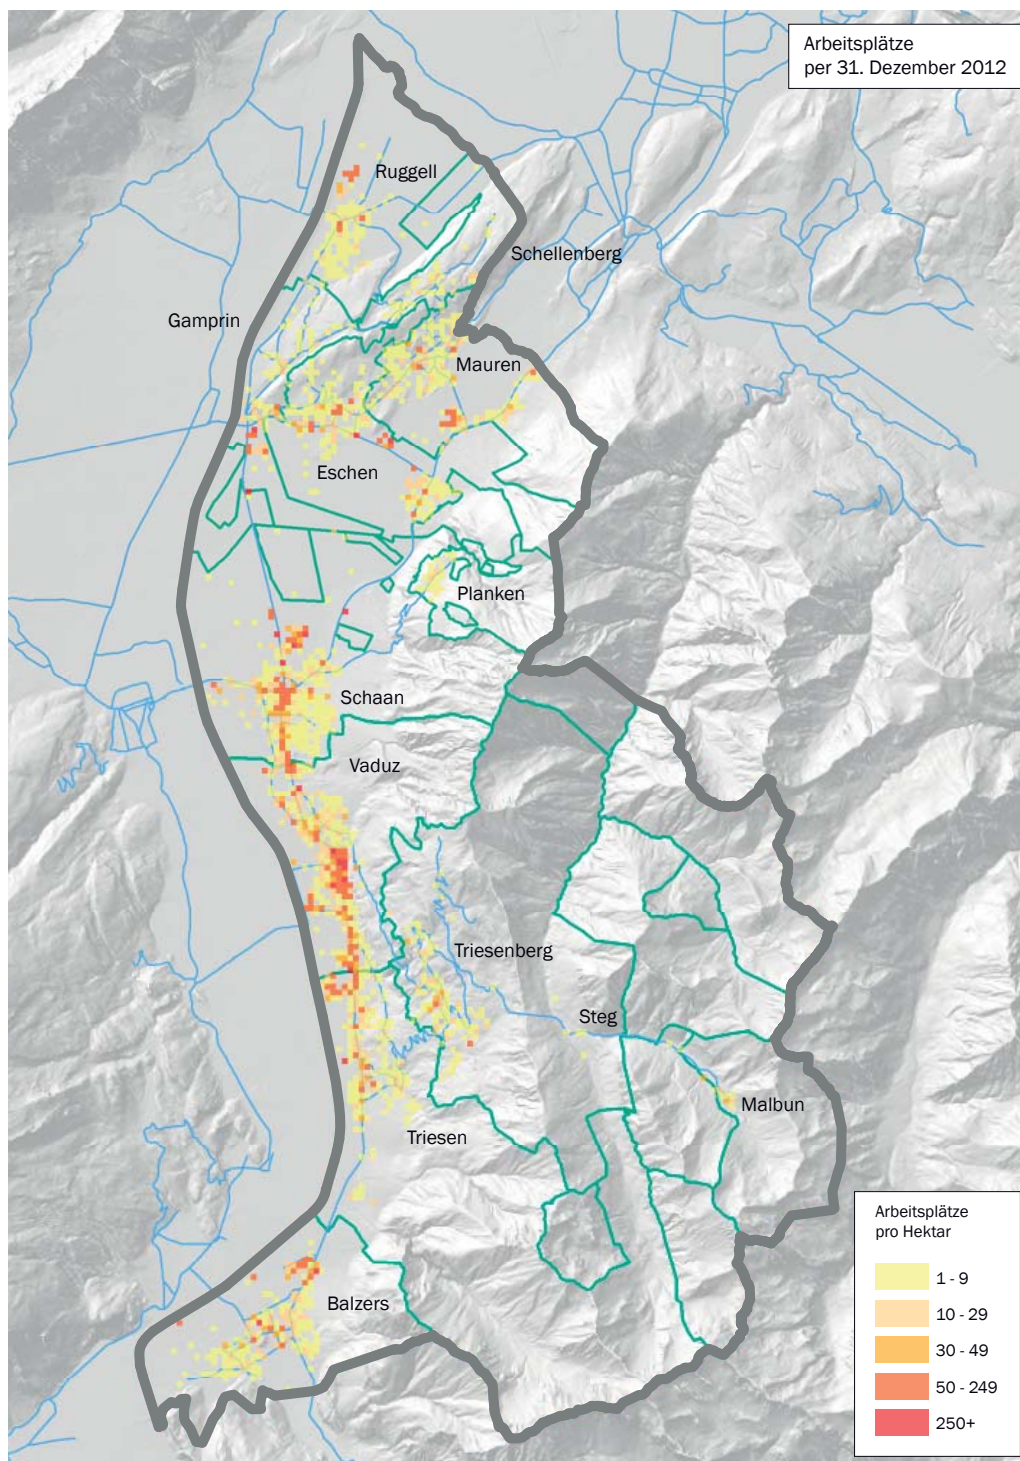 Arbeitsplätze
per 31. Dezember 2012
Ruggell
Schellenberg
Gamprin
Mauren
Eschen
Planken
Schaan
Vaduz
Triesenberg
Steg
Malbun
Triesen
Balzers
Arbeitsplätze
pro Hektar
1 - 9
10 - 29
30 - 49
50 - 249
250+